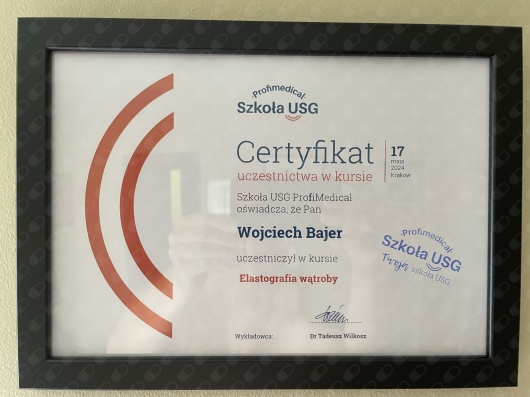 Profimedical
Szkoła USG
Certyfikat
uczestnictwa w kursie
17
maja
2024
Kraków
Szkoła USG ProfiMedical
oświadcza, że Pan
Wojciech Bajer
uczestniczył w kursie
Elastografia wątroby
·Profimedical·
Szkoła USG
Twoja szkoła USG
Wykładowca:
Dr Tadeusz Wilkosz